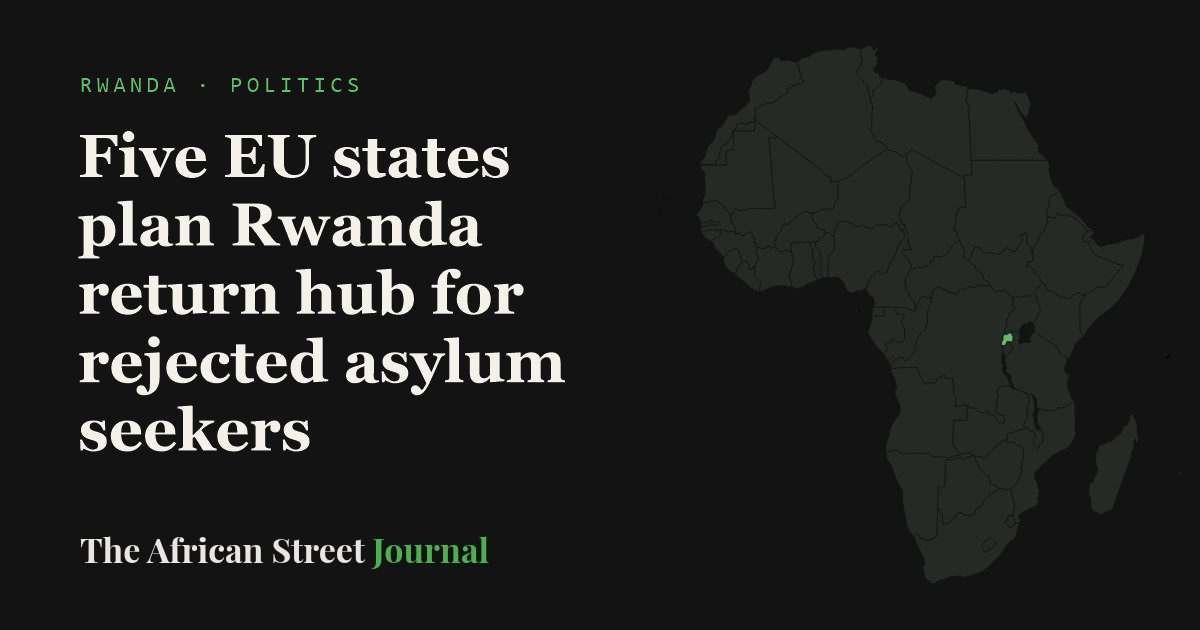 RWANDA · POLITICS
Five EU states
plan Rwanda
return hub for
rejected asylum
seekers
The African Street Journal